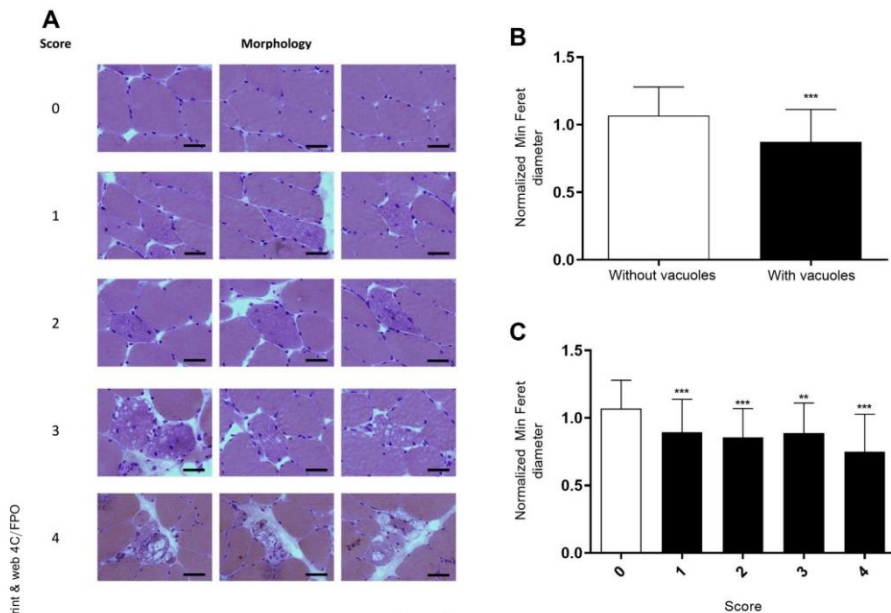 A
Score
Morphology
0
1
2
3
4
rint & web 4C/FPO
B
Normalized Min Feret
diameter
1.5
1.0
0.5
0.0
***
Without vacuoles
With vacuoles
C
Normalized Min Feret
diameter
1.5
1.0
0.5
0.0
***
***
**
***
0
1
2
3
4
Score